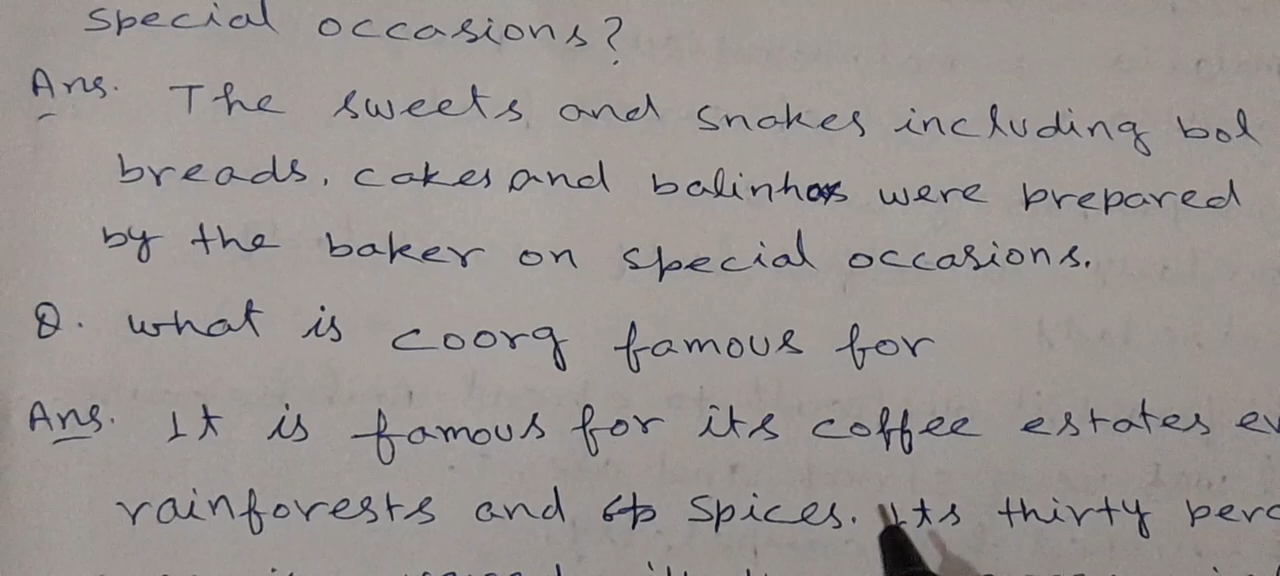 special occasions?
Ans. The sweets and snakes including bol
breads, cakes and balinhas were prepared
by the baker on special occasions.
Q. what is coorg famous for
Ans. It is famous for its coffee estates
rainforests and spices. Its thirty